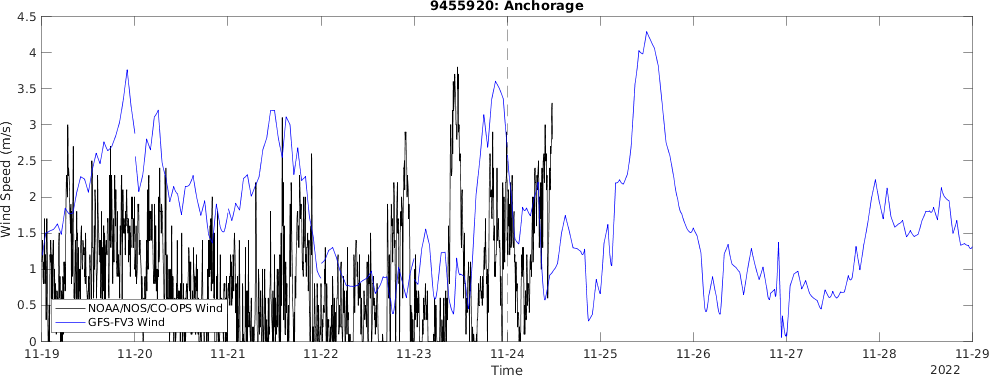 9455920: Anchorage
Wind Speed (m/s)
4.5
4
3.5
3
2.5
2
1.5
1
0.5
0
NOAA/NOS/CO-OPS Wind
GFS-FV3 Wind
11-19 11-20 11-21 11-22 11-23 11-24 11-25 11-26 11-27 11-28 11-29
Time
2022